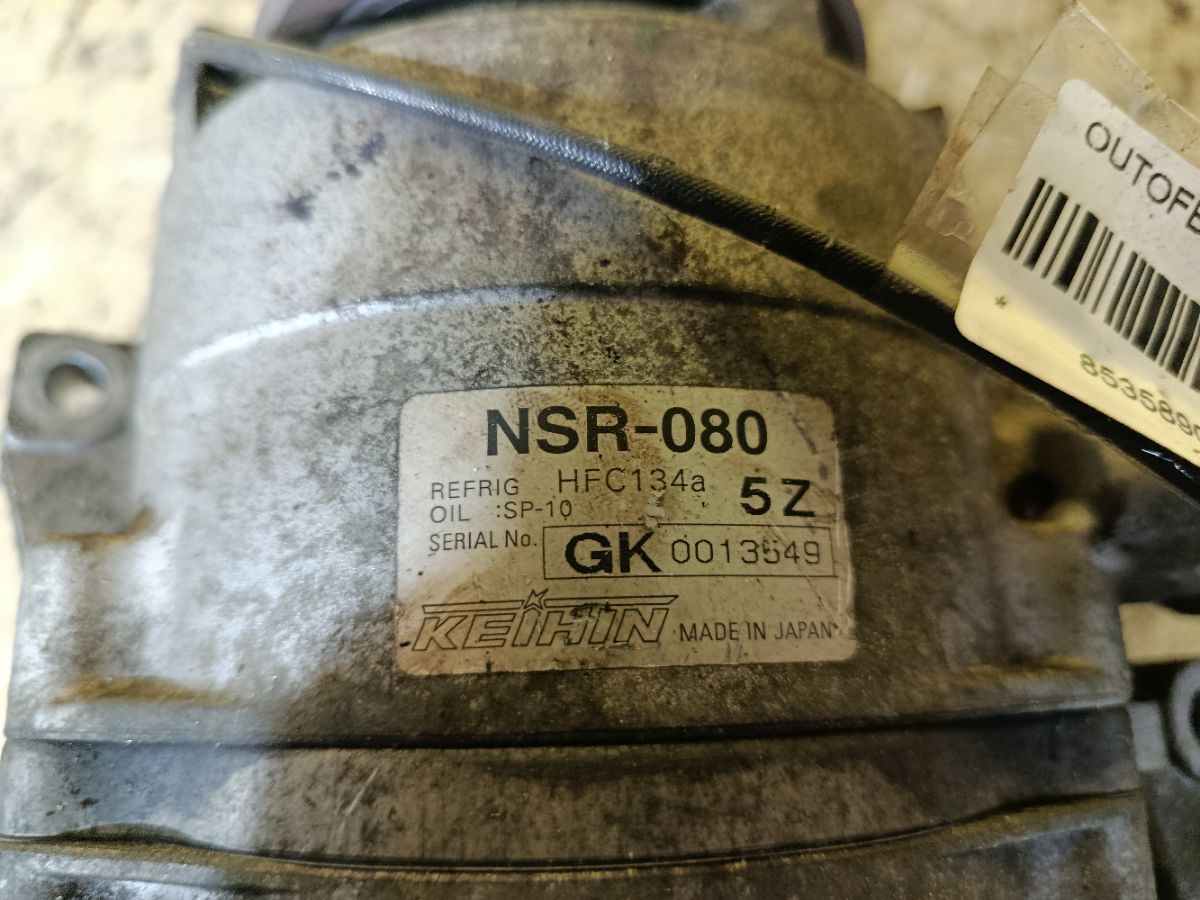 NSR-080
REFRIG HFC134a
OIL :SP-10 5Z
SERIAL No. GK 0013549
KEIHIN MADE IN JAPAN
*